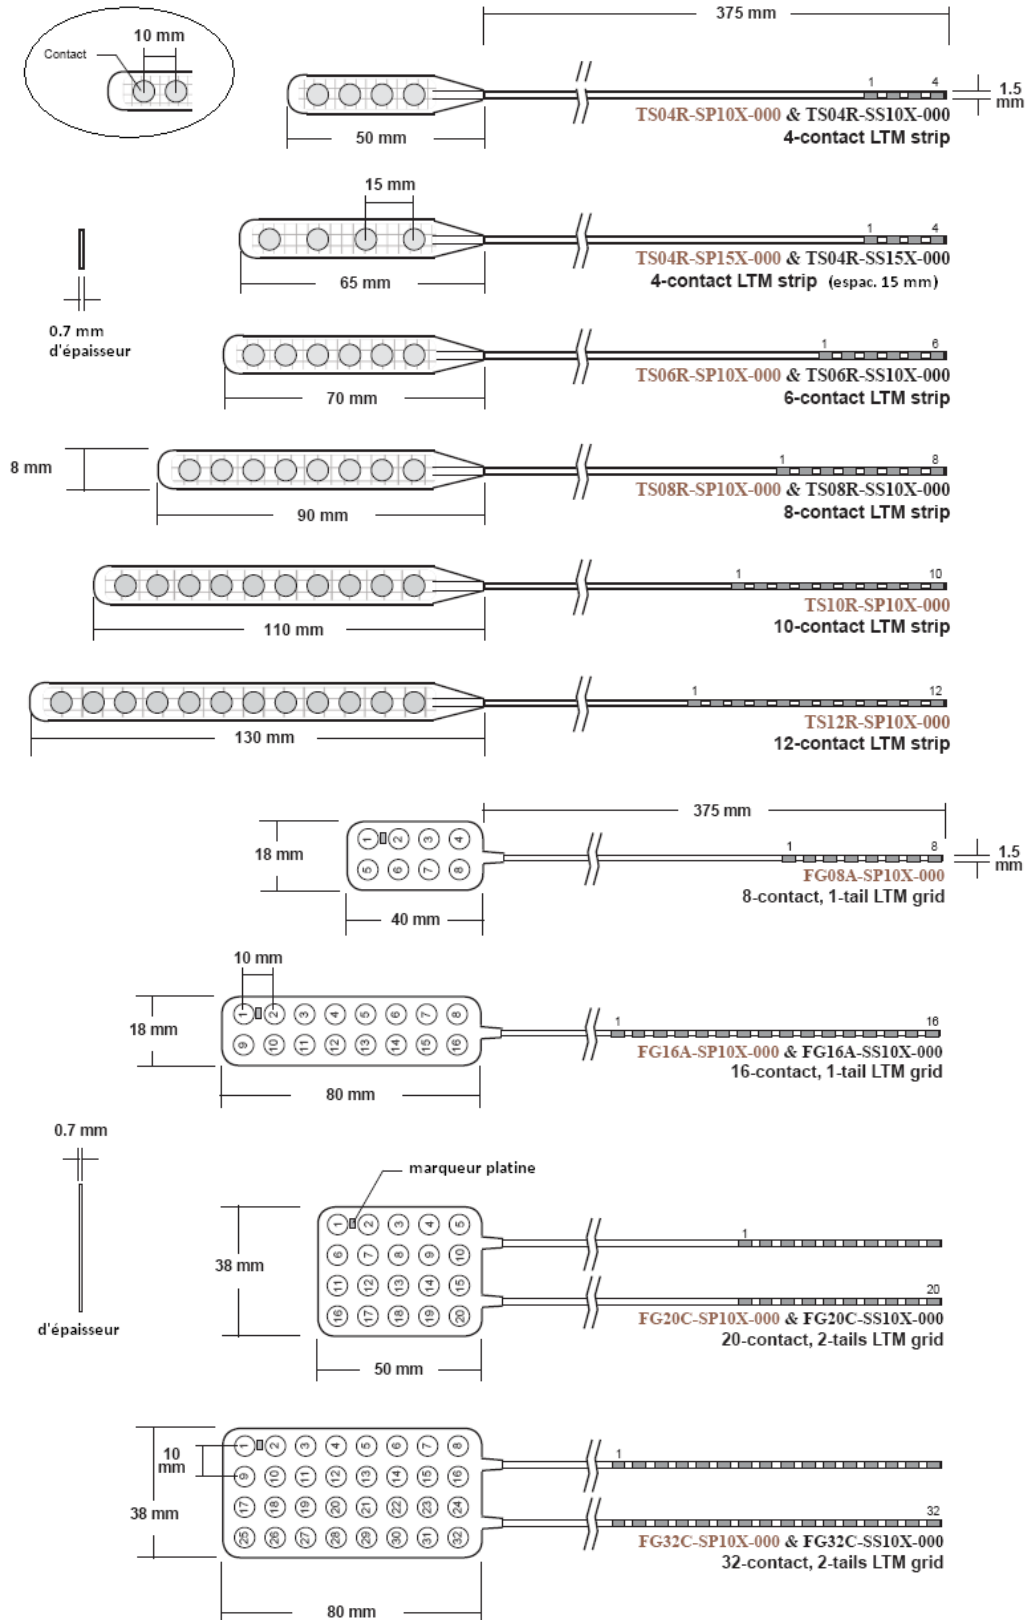 375 mm
10 mm
Contact
1 4
1.5
mm
TS04R-SP10X-000 & TS04R-SS10X-000
50 mm
4-contact LTM strip
15 mm
1 4
TS04R-SP15X-000 & TS04R-SS15X-000
65 mm
4-contact LTM strip (espac. 15 mm)
0.7 mm
d'épaisseur
1 6
TS06R-SP10X-000 & TS06R-SS10X-000
70 mm
6-contact LTM strip
8 mm
1 8
TS08R-SP10X-000 & TS08R-SS10X-000
90 mm
8-contact LTM strip
1 10
TS10R-SP10X-000
110 mm
10-contact LTM strip
1 12
TS12R-SP10X-000
130 mm
12-contact LTM strip
375 mm
18 mm
1 2 3 4
5 6 7 8
1 8
1.5
mm
FG08A-SP10X-000
8-contact, 1-tail LTM grid
40 mm
10 mm
18 mm
1 2 3 4 5 6 7 8
9 10 11 12 13 14 15 16
1 16
FG16A-SP10X-000 & FG16A-SS10X-000
16-contact, 1-tail LTM grid
80 mm
0.7 mm
d'épaisseur
marqueur platine
38 mm
1 2 3 4 5
6 7 8 9 10
11 12 13 14 15
16 17 18 19 20
1
20
FG20C-SP10X-000 & FG20C-SS10X-000
20-contact, 2-tails LTM grid
50 mm
10
mm
38 mm
1 2 3 4 5 6 7 8
9 10 11 12 13 14 15 16
17 18 19 20 21 22 23 24
25 26 27 28 29 30 31 32
1
32
FG32C-SP10X-000 & FG32C-SS10X-000
32-contact, 2-tails LTM grid
80 mm